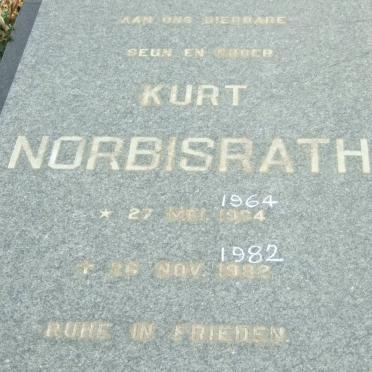 AAN ONS DIERBARE
SEUN EN BROER
KURT
NORBISRATH
1964
* 27 MEI. 1964
1982
† 26 NOV. 1982
RUHE IN FRIEDEN.